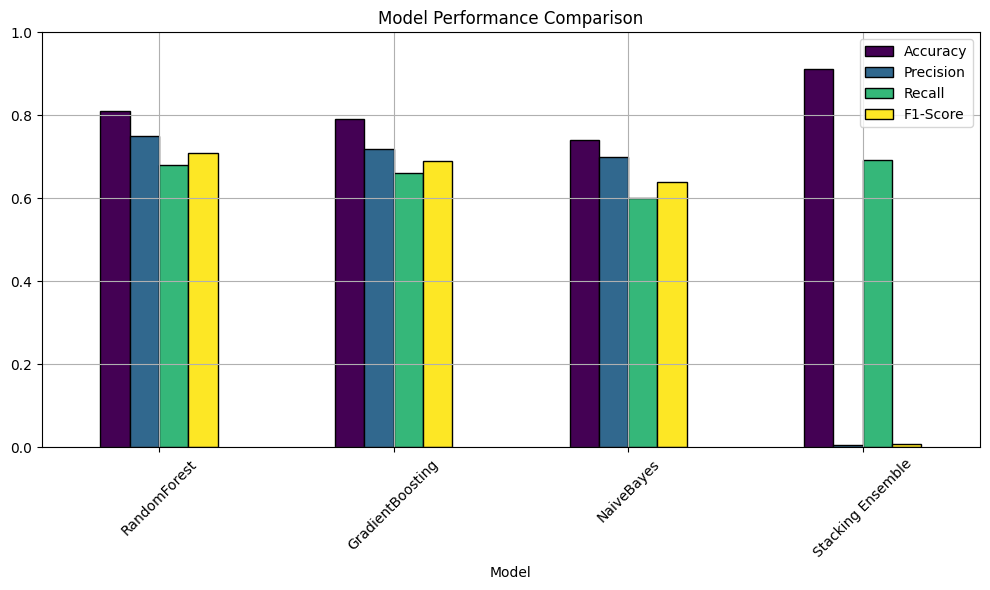 Model Performance Comparison
1.0
0.8
0.6
0.4
0.2
0.0
Accuracy
Precision
Recall
F1-Score
RandomForest
GradientBoosting
NaiveBayes
Stacking Ensemble
Model